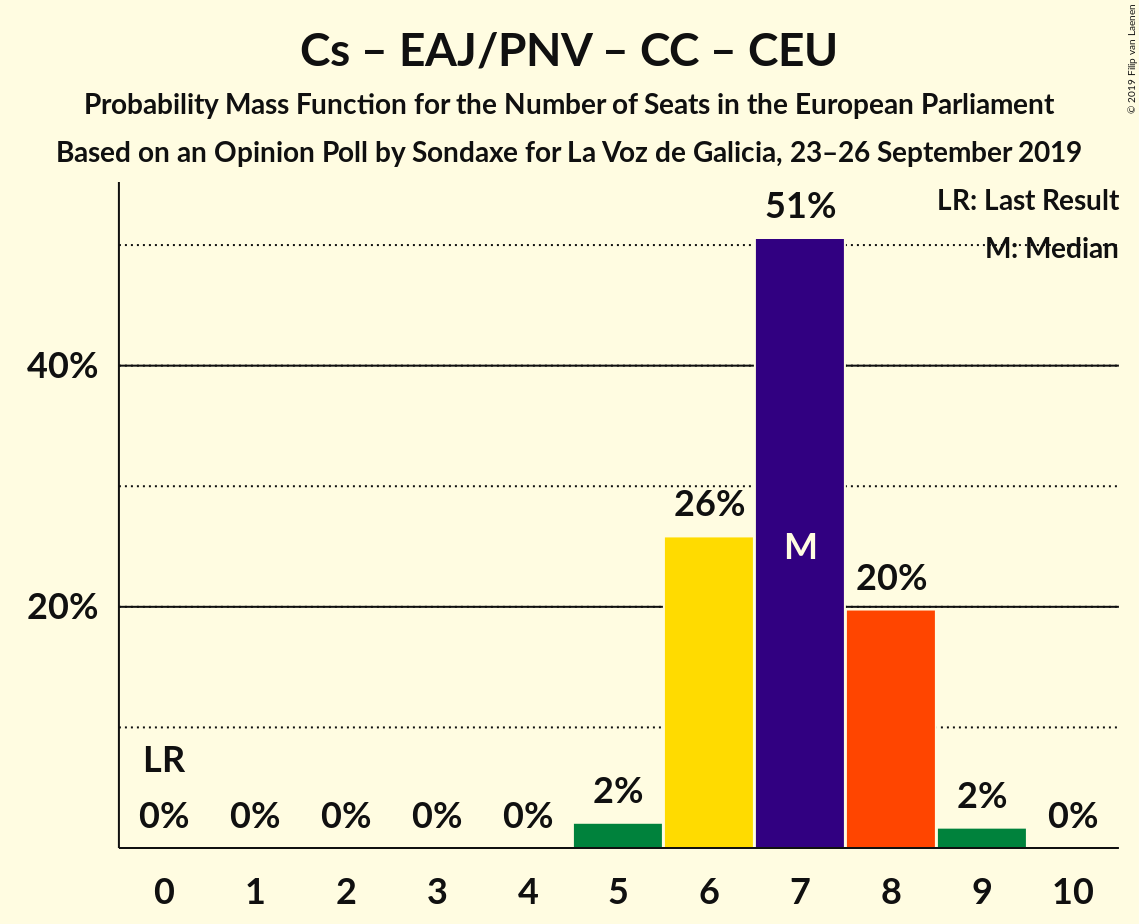 Cs – EAJ/PNV – CC – CEU
Probability Mass Function for the Number of Seats in the European Parliament
Based on an Opinion Poll by Sondaxe for La Voz de Galicia, 23–26 September 2019
© 2019 Filip van Laenen
LR: Last Result
M: Median
51%
40%
26%
M
20%
20%
LR
0% 0% 0% 0% 0% 2% 2% 0%
0 1 2 3 4 5 6 7 8 9 10